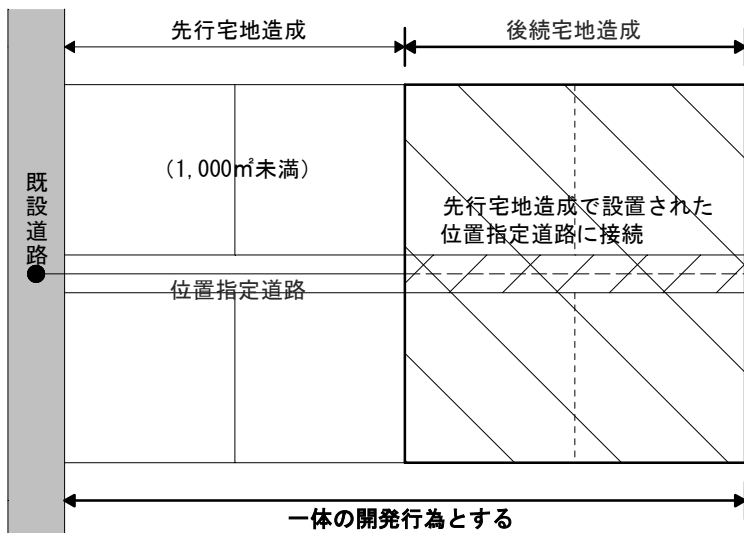 先行宅地造成
後続宅地造成
(1,000㎡未満)
既設道路
先行宅地造成で設置された
位置指定道路に接続
位置指定道路
一体の開発行為とする